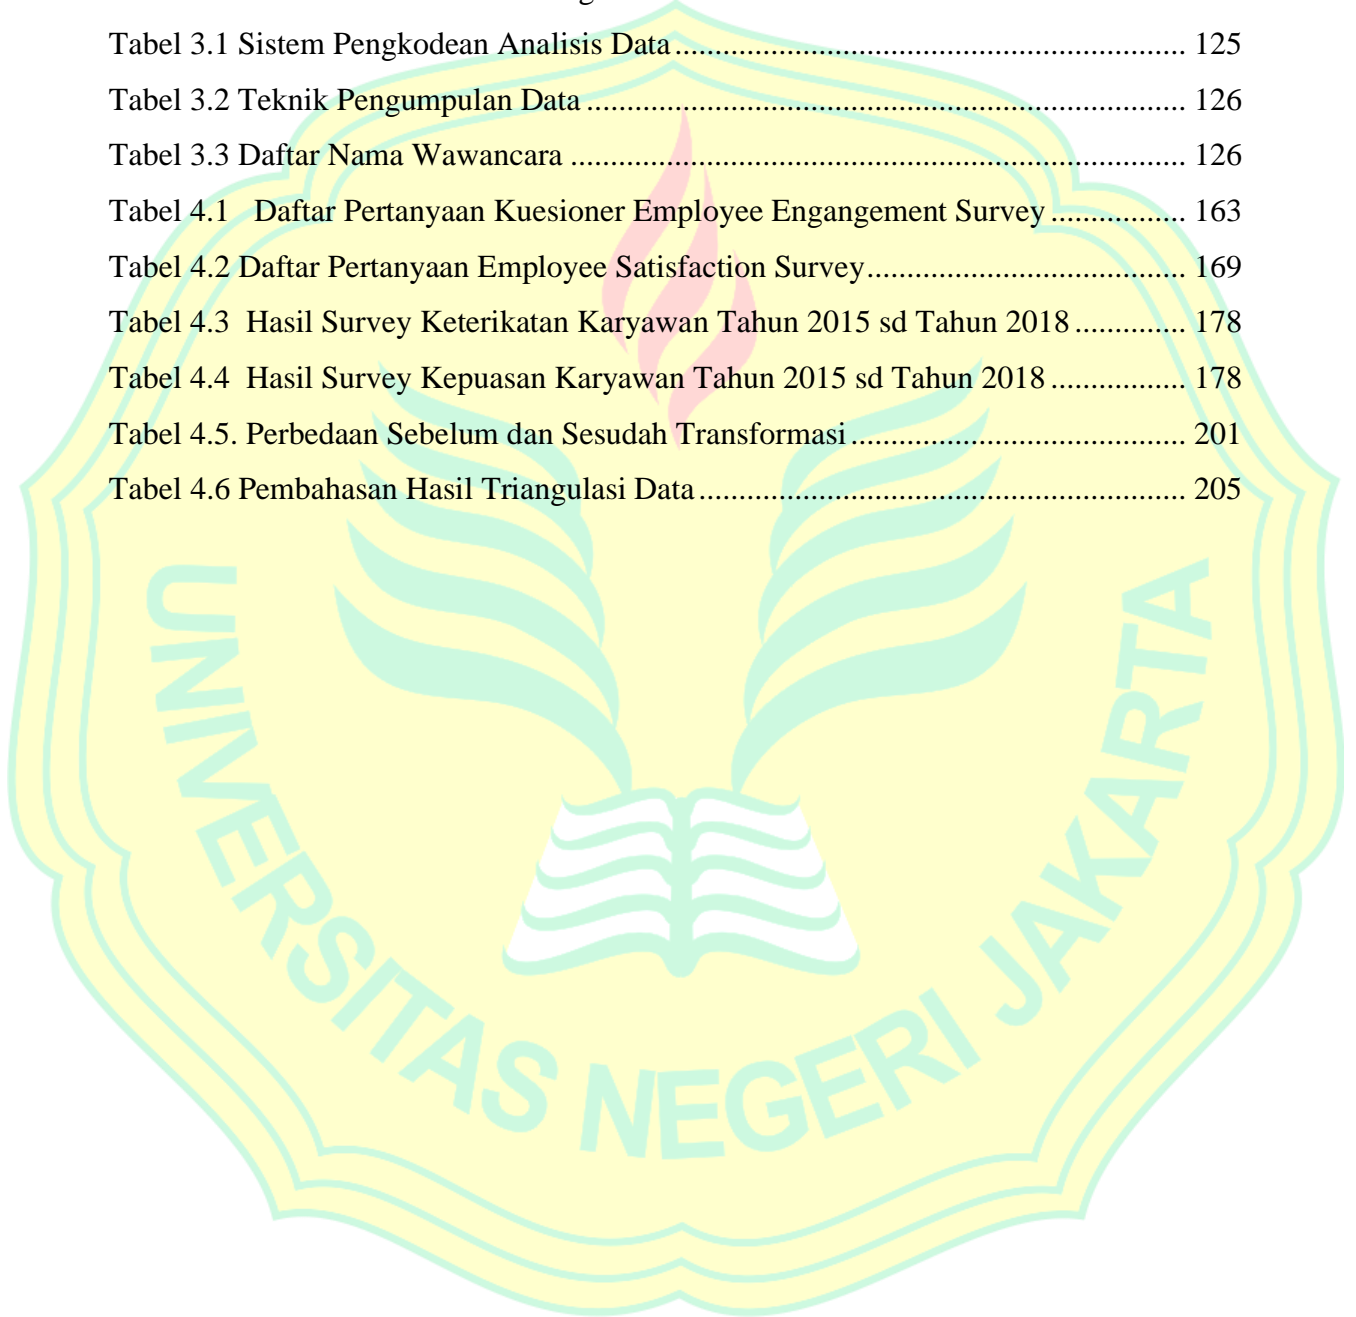 Tabel 3.1 Sistem Pengkodean Analisis Data ................................................................ 125
Tabel 3.2 Teknik Pengumpulan Data ........................................................................... 126
Tabel 3.3 Daftar Nama Wawancara ............................................................................. 126
Tabel 4.1   Daftar Pertanyaan Kuesioner Employee Engangement Survey ................. 163
Tabel 4.2 Daftar Pertanyaan Employee Satisfaction Survey ........................................ 169
Tabel 4.3  Hasil Survey Keterikatan Karyawan Tahun 2015 sd Tahun 2018 .............. 178
Tabel 4.4  Hasil Survey Kepuasan Karyawan Tahun 2015 sd Tahun 2018 ................. 178
Tabel 4.5. Perbedaan Sebelum dan Sesudah Transformasi .......................................... 201
Tabel 4.6 Pembahasan Hasil Triangulasi Data ............................................................. 205
UNIVERSITAS NEGERI JAKARTA